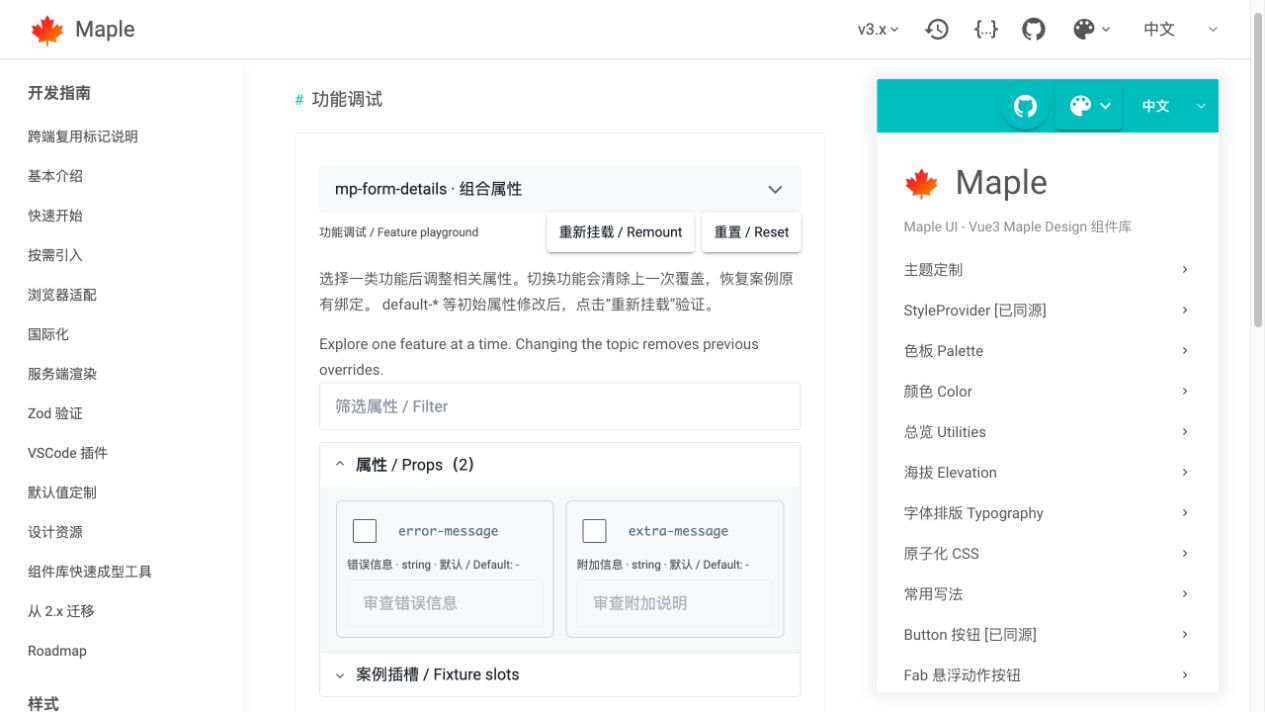 Maple
v3.x
{..}
中文
开发指南
跨端复用标记说明
基本介绍
快速开始
按需引入
浏览器适配
国际化
服务端渲染
Zod 验证
VSCode 插件
默认值定制
设计资源
组件库快速成型工具
从 2.x 迁移
Roadmap
样式
# 功能调试
mp-form-details · 组合属性
功能调试 / Feature playground
重新挂载 / Remount
重置 / Reset
选择一类功能后调整相关属性。切换功能会清除上一次覆盖，恢复案例原
有绑定。 default-* 等初始属性修改后，点击“重新挂载”验证。
Explore one feature at a time. Changing the topic removes previous
overrides.
筛选属性 / Filter
属性 / Props（2）
error-message
错误信息 · string · 默认 / Default: -
审查错误信息
extra-message
附加信息 · string · 默认 / Default: -
审查附加说明
案例插槽 / Fixture slots
中文
Maple
Maple UI - Vue3 Maple Design 组件库
主题定制
StyleProvider [已同源]
色板 Palette
颜色 Color
总览 Utilities
海拔 Elevation
字体排版 Typography
原子化 CSS
常用写法
Button 按钮 [已同源]
Fab 悬浮动作按钮